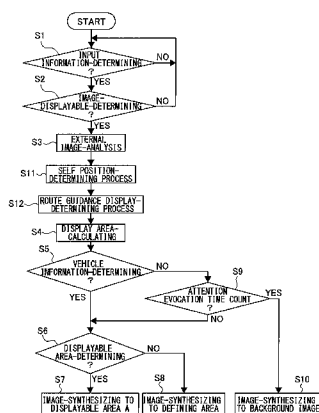 START
S1
INPUT
INFORMATION-DETERMINING
?
NO
YES
S2
IMAGE-
DISPLAYABLE-DETERMINING
?
NO
YES
S3
EXTERNAL
IMAGE-ANALYSIS
S11
SELF POSITION-
DETERMINING PROCESS
S12
ROUTE GUIDANCE DISPLAY-
DETERMINING PROCESS
S4
DISPLAY AREA-
CALCULATING
S5
VEHICLE
INFORMATION-DETERMINING
?
NO
YES
S9
ATTENTION
EVOCATION TIME COUNT
?
YES
NO
S6
DISPLAYABLE
AREA-DETERMINING
?
NO
YES
S7
IMAGE-SYNTHESIZING TO
DISPLAYABLE AREA A
S8
IMAGE-SYNTHESIZING
TO DEFINING AREA
S10
IMAGE-SYNTHESIZING
TO BACKGROUND IMAGE